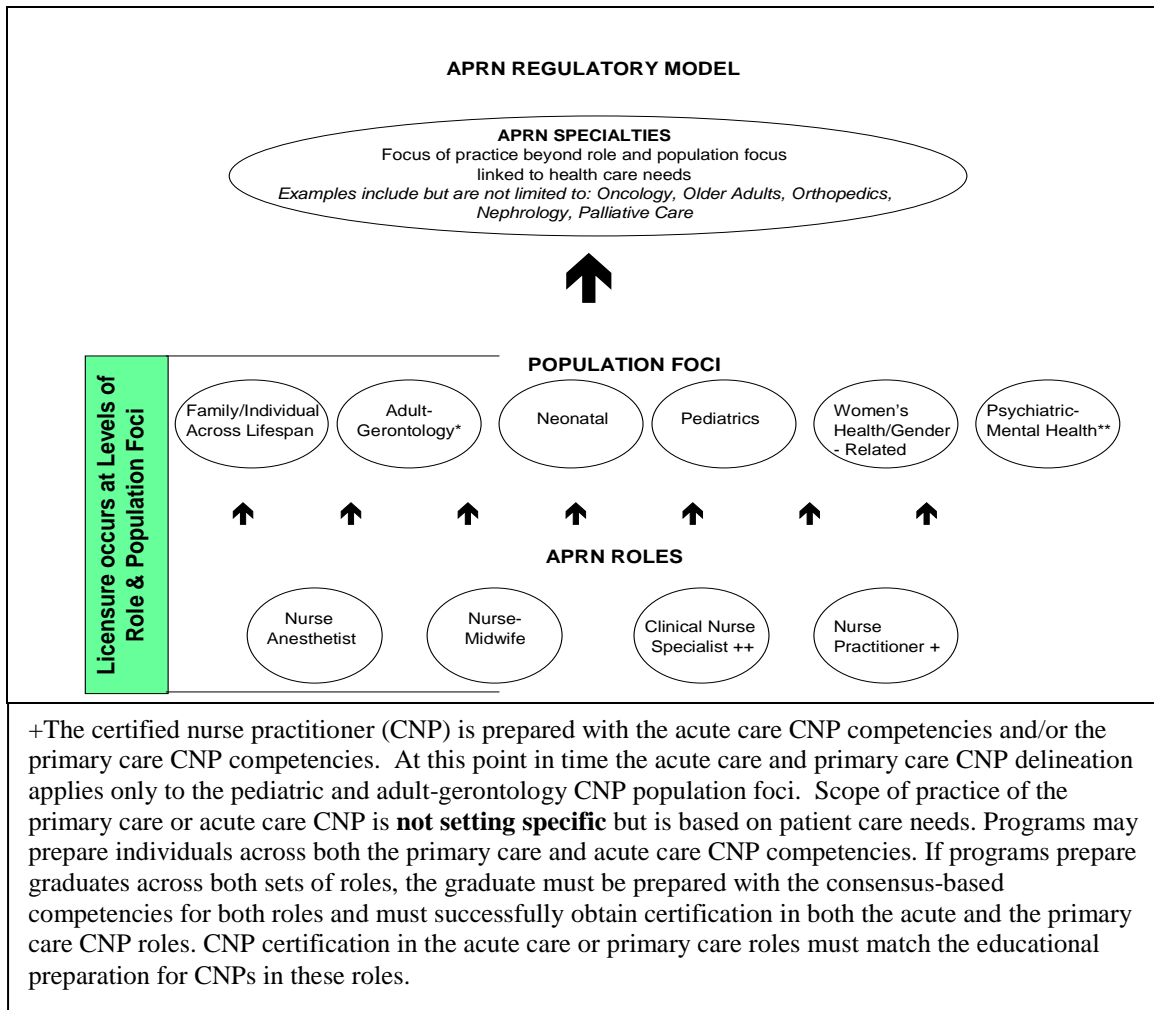 APRN REGULATORY MODEL
APRN SPECIALTIES
Focus of practice beyond role and population focus
linked to health care needs
Examples include but are not limited to: Oncology, Older Adults, Orthopedics,
Nephrology, Palliative Care
Licensure occurs at Levels of
Role & Population Foci
POPULATION FOCI
Family/Individual
Across Lifespan
Adult-
Gerontology*
Neonatal
Pediatrics
Women's
Health/Gender
- Related
Psychiatric-
Mental Health**
APRN ROLES
Nurse
Anesthetist
Nurse-
Midwife
Clinical Nurse
Specialist ++
Nurse
Practitioner +
+The certified nurse practitioner (CNP) is prepared with the acute care CNP competencies and/or the
primary care CNP competencies. At this point in time the acute care and primary care CNP delineation
applies only to the pediatric and adult-gerontology CNP population foci. Scope of practice of the
primary care or acute care CNP is not setting specific but is based on patient care needs. Programs may
prepare individuals across both the primary care and acute care CNP competencies. If programs prepare
graduates across both sets of roles, the graduate must be prepared with the consensus-based
competencies for both roles and must successfully obtain certification in both the acute and the primary
care CNP roles. CNP certification in the acute care or primary care roles must match the educational
preparation for CNPs in these roles.